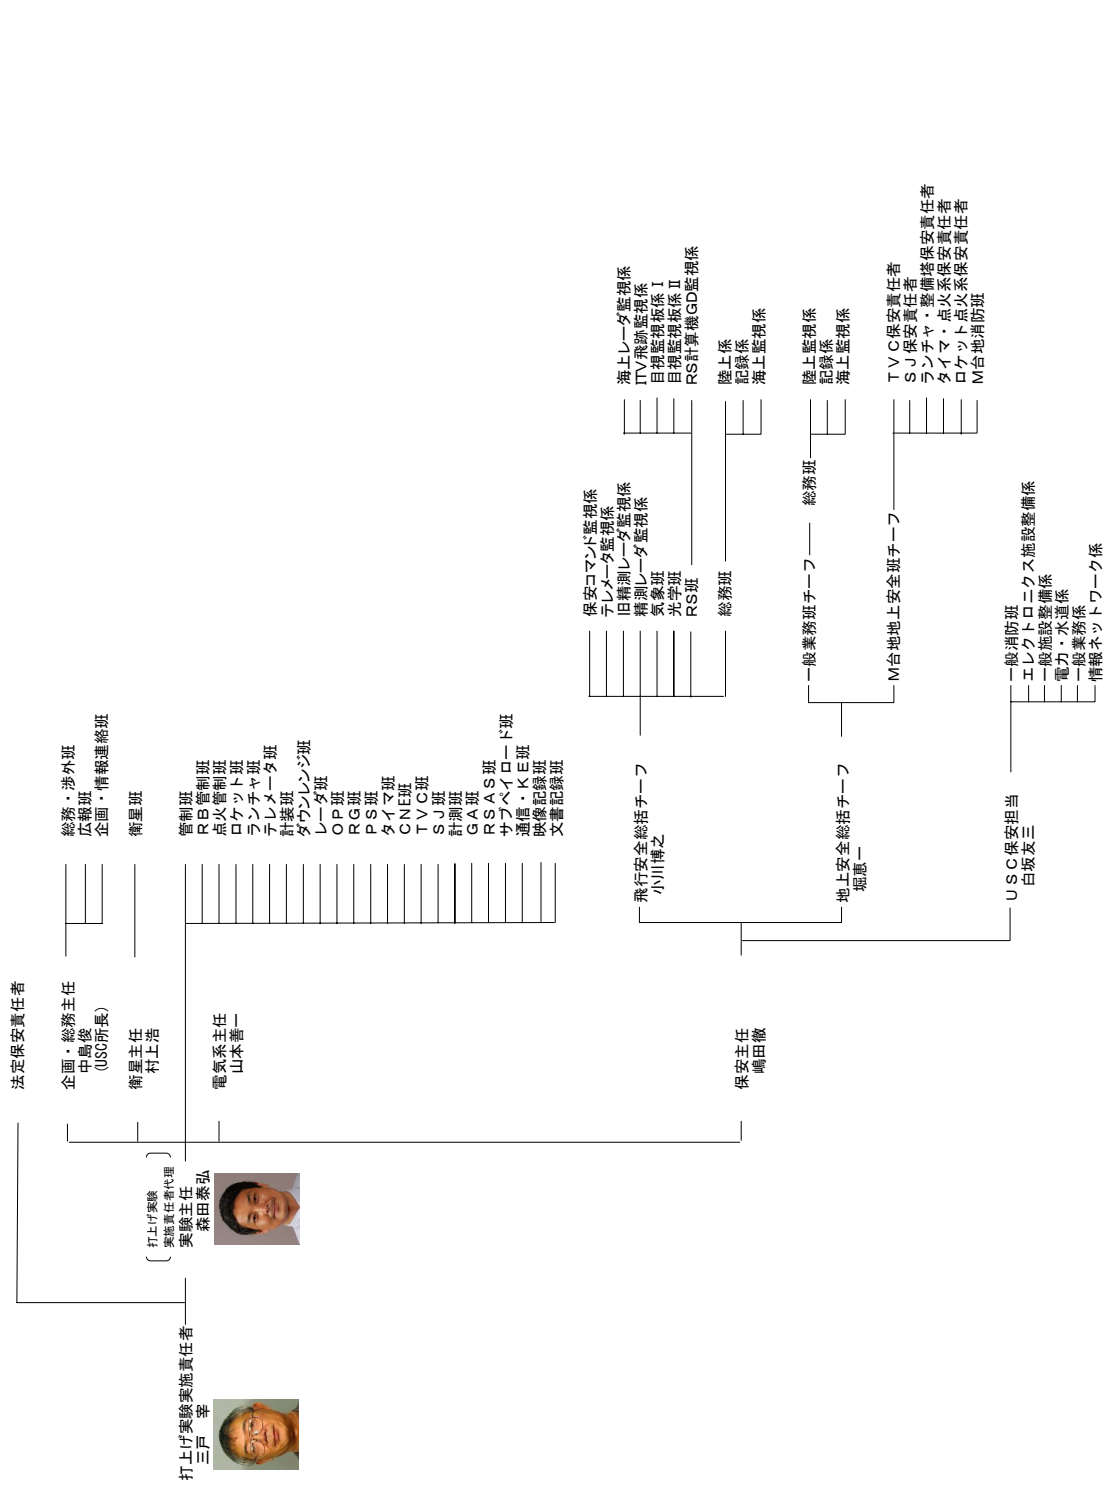 法定保安責任者
企画・総務主任
中島俊
(USC所長)
総務・渉外班
広報班
企画・情報連絡班
衛星主任
村上浩
衛星班
打上げ実験実施責任者
三戸　宰
打上げ実験
実施責任者代理
実験主任
森田泰弘
管制班
ＲＢ管制班
点火管制班
ロケット班
ランチャ班
テレメータ班
計装班
ダウンレンジ班
レーダ班
ＯＰ班
ＲＧ班
ＰＳ班
タイマ班
ＣＮＥ班
ＴＶＣ班
ＳＪ班
計測班
ＧＡ班
ＲＳＡＳ班
サブペイロード班
通信・ＫＥ班
映像記録班
文書記録班
電気系主任
山本善一
保安主任
嶋田徹
飛行安全総括チーフ
小川博之
保安コマンド監視係
テレメータ監視係
旧精測レーダ監視係
精測レーダ監視係
気象班
光学班
RS班
海上レーダ監視係
ITV飛跡監視係
目視監視板係Ⅰ
目視監視板係Ⅱ
RS計算機GD監視係
総務班
陸上係
記録係
海上監視係
地上安全総括チーフ
堀恵一
一般業務班チーフ
総務班
陸上監視係
記録係
海上監視係
Ｍ台地地上安全班チーフ
ＴＶＣ保安責任者
ＳＪ保安責任者
ランチャ・整備塔保安責任者
タイマ・点火系保安責任者
ロケット点火系保安責任者
Ｍ台地消防班
ＵＳＣ保安担当
白坂友三
一般消防班
エレクトロニクス施設整備係
一般施設整備係
電力・水道係
一般業務係
情報ネットワーク係